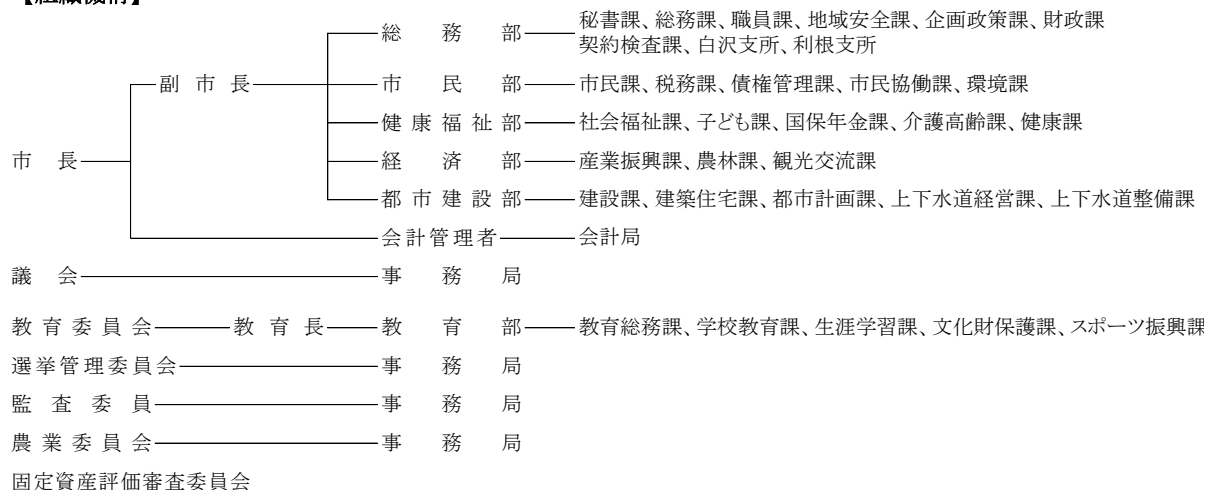 【組織機構】
総務部 秘書課、総務課、職員課、地域安全課、企画政策課、財政課
契約検査課、白沢支所、利根支所
副市長 市民部 市民課、税務課、債権管理課、市民協働課、環境課
健康福祉部 社会福祉課、子ども課、国保年金課、介護高齢課、健康課
市長 経済部 産業振興課、農林課、観光交流課
都市建設部 建設課、建築住宅課、都市計画課、上下水道経営課、上下水道整備課
会計管理者 会計局
議会 事務局
教育委員会 教育長 教育部 教育総務課、学校教育課、生涯学習課、文化財保護課、スポーツ振興課
選挙管理委員会 事務局
監査委員 事務局
農業委員会 事務局
固定資産評価審査委員会